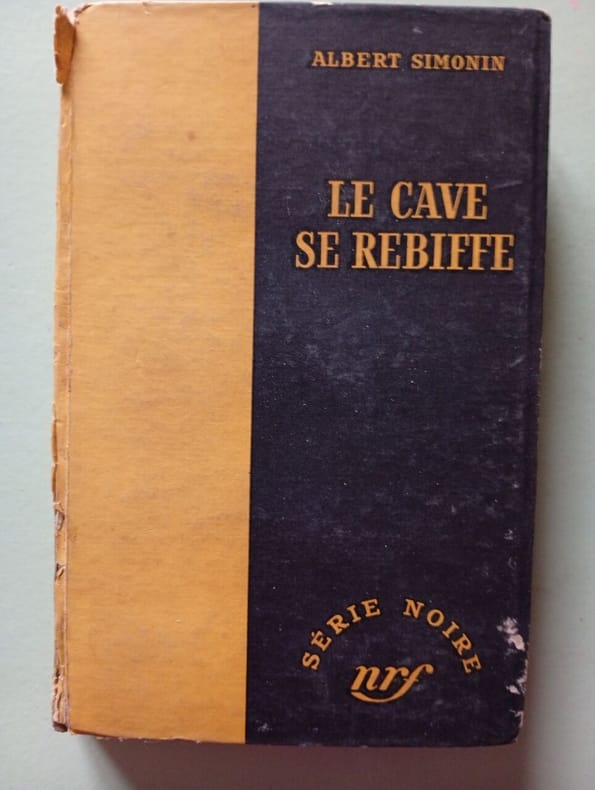 ALBERT SIMONIN
LE CAVE
SE REBIFFE
SÉRIE NOIRE
nrf